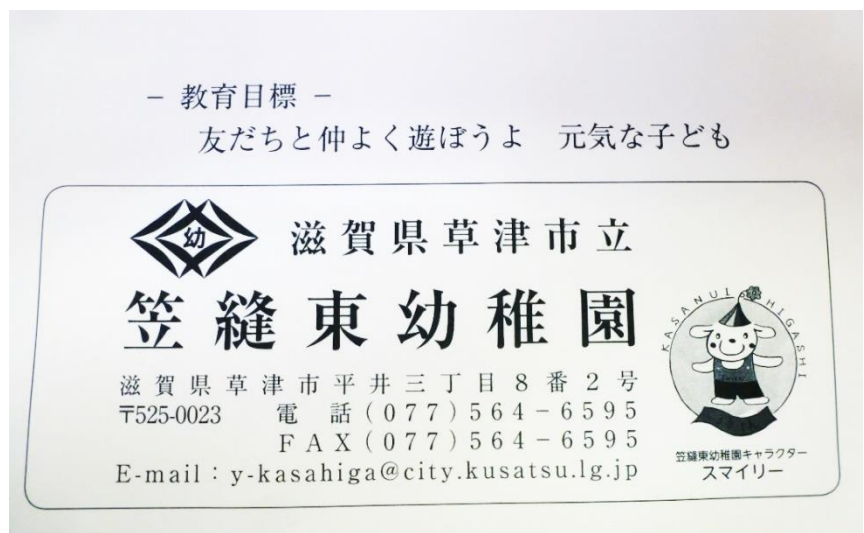 － 教育目標 －
友だちと仲よく遊ぼうよ　元気な子ども
幼
滋賀県草津市立
笠縫東幼稚園
滋賀県草津市平井三丁目8番2号
〒525-0023　電話(077)564－6595
FAX(077)564－6595
E-mail：y-kasahiga@city.kusatsu.lg.jp
KASANUI HIGASHI
笠縫東幼稚園キャラクター
スマイリー